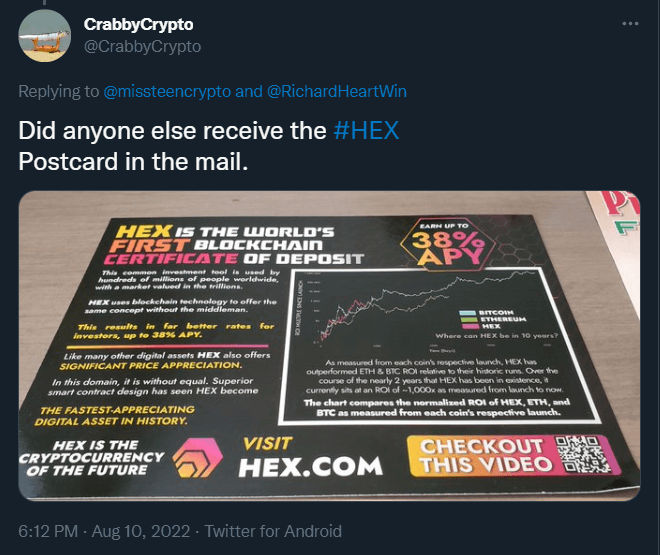 CrabbyCrypto
@CrabbyCrypto
Replying to @missteencrypto and @RichardHeartWin
Did anyone else receive the #HEX
Postcard in the mail.
HEX IS THE WORLD'S
FIRST BLOCKCHAIN
CERTIFICATE OF DEPOSIT
This common investment tool is used by
hundreds of millions of people worldwide,
with a market valued in the trillions.
HEX uses blockchain technology to offer the
same concept without the middleman.
This results in far better rates for
investors, up to 38% APY.
Like many other digital assets HEX also offers
SIGNIFICANT PRICE APPRECIATION.
In this domain, it is without equal. Superior
smart contract design has seen HEX become
THE FASTEST-APPRECIATING
DIGITAL ASSET IN HISTORY.
HEX IS THE
CRYPTOCURRENCY
OF THE FUTURE
EARN UP TO
38%
APY
ROI MULTIPLE SINCE LAUNCH
BITCOIN
ETHEREUM
HEX
Where can HEX be in 10 years?
Time (Days)
As measured from each coin's respective launch, HEX has
outperformed ETH & BTC ROI relative to their historic runs. Over the
course of the nearly 2 years that HEX has been in existence, it
currently sits at an ROI of ~1,000x as measured from launch to now.
The chart compares the normalized ROI of HEX, ETH, and
BTC as measured from each coin's respective launch.
VISIT
HEX.COM
CHECKOUT
THIS VIDEO
6:12 PM · Aug 10, 2022 · Twitter for Android